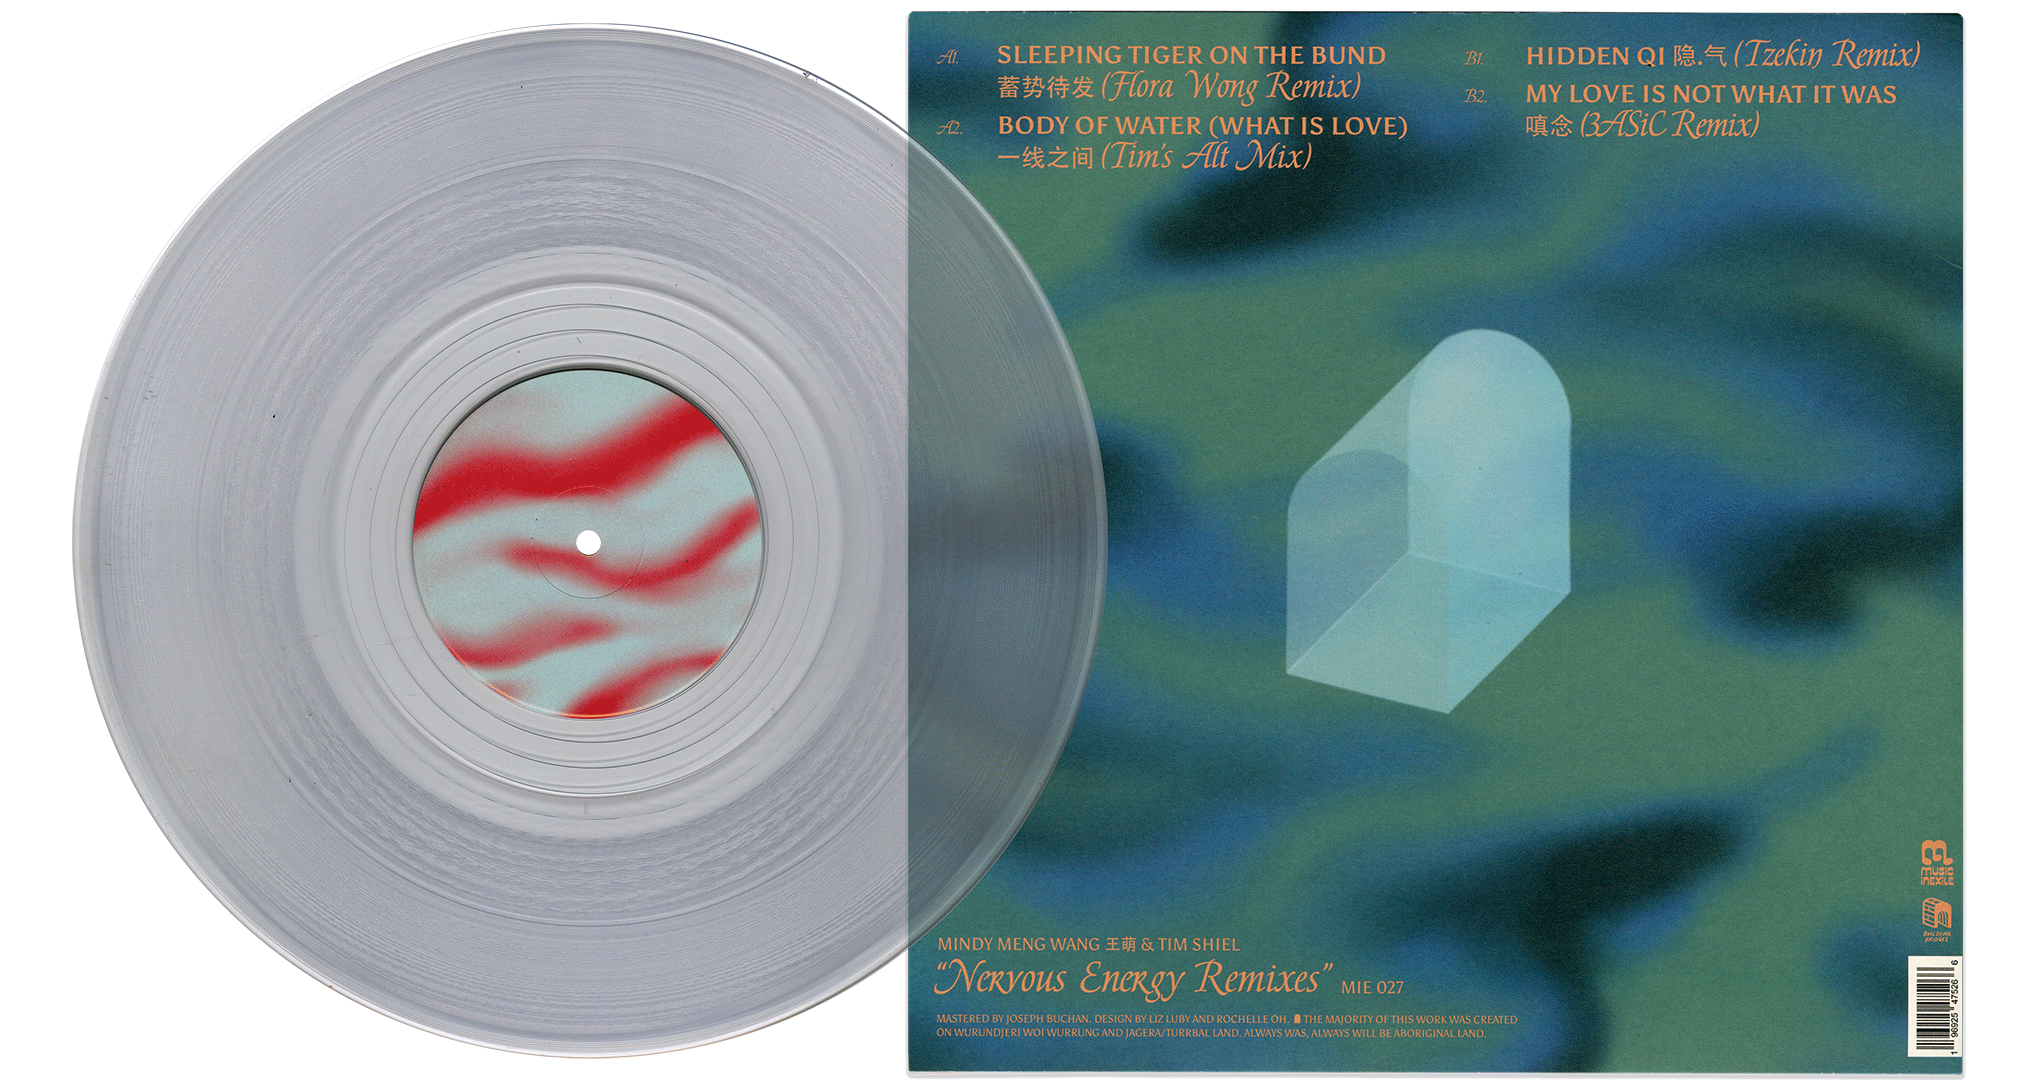 A1. SLEEPING TIGER ON THE BUND
蓄势待发 (Flora Wong Remix)
A2. BODY OF WATER (WHAT IS LOVE)
一线之间 (Tim's Alt Mix)
B1. HIDDEN QI 隐.气 (Tzekin Remix)
B2. MY LOVE IS NOT WHAT IT WAS
嗔念 (3ASiC Remix)
MUSIC
IN EXILE
BUILDING
BRIDGES
MINDY MENG WANG 王萌 & TIM SHIEL
“Nervous Energy Remixes” MIE 027
MASTERED BY JOSEPH BUCHAN. DESIGN BY LIZ LUBY AND ROCHELLE OH. THE MAJORITY OF THIS WORK WAS CREATED
ON WURUNDJERI WOI WURRUNG AND JAGERA/TURRBAL LAND. ALWAYS WAS, ALWAYS WILL BE ABORIGINAL LAND.
1 96925 47526 6